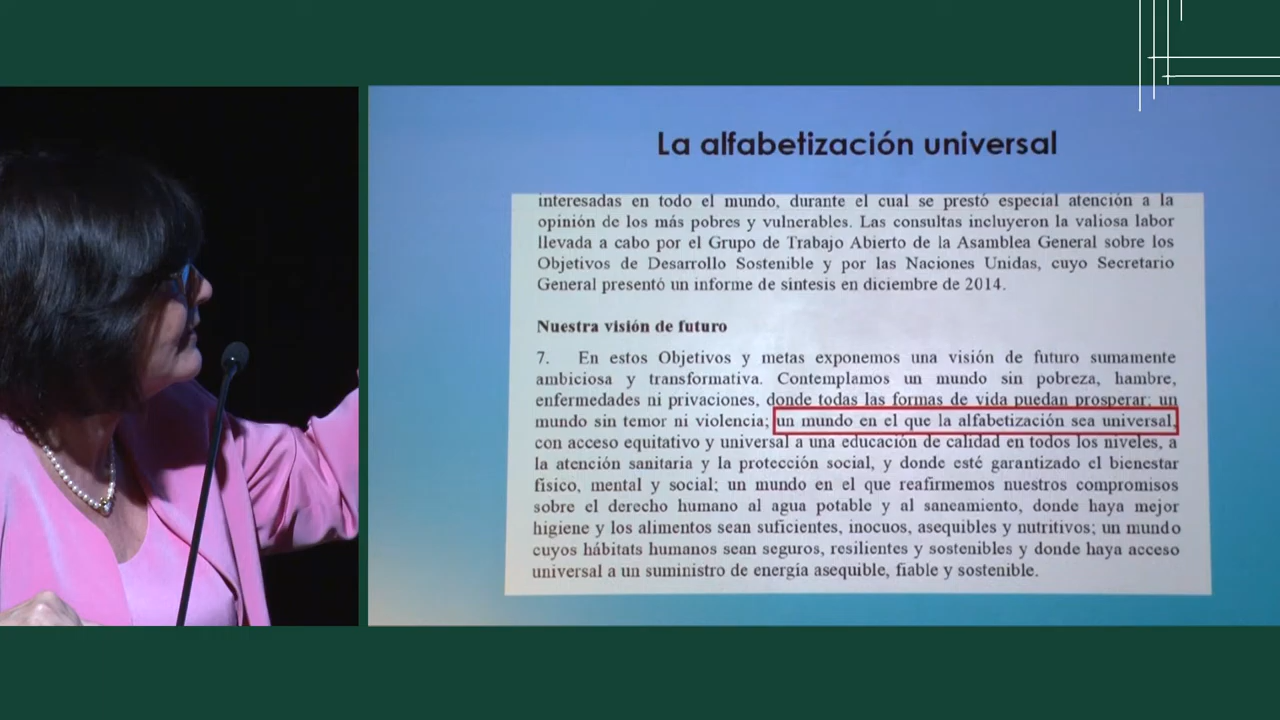 La alfabetización universal
interesadas en todo el mundo, durante el cual se prestó especial atención a la
opinión de los más pobres y vulnerables. Las consultas incluyeron la valiosa labor
llevada a cabo por el Grupo de Trabajo Abierto de la Asamblea General sobre los
Objetivos de Desarrollo Sostenible y por las Naciones Unidas, cuyo Secretario
General presentó un informe de síntesis en diciembre de 2014.
Nuestra visión de futuro
7. En estos Objetivos y metas exponemos una visión de futuro sumamente
ambiciosa y transformativa. Contemplamos un mundo sin pobreza, hambre,
enfermedades ni privaciones, donde todas las formas de vida puedan prosperar; un
mundo sin temor ni violencia; un mundo en el que la alfabetización sea universal,
con acceso equitativo y universal a una educación de calidad en todos los niveles, a
la atención sanitaria y la protección social, y donde esté garantizado el bienestar
físico, mental y social; un mundo en el que reafirmemos nuestros compromisos
sobre el derecho humano al agua potable y al saneamiento, donde haya mejor
higiene y los alimentos sean suficientes, inocuos, asequibles y nutritivos; un mundo
cuyos hábitats humanos sean seguros, resilientes y sostenibles y donde haya acceso
universal a un suministro de energía asequible, fiable y sostenible.